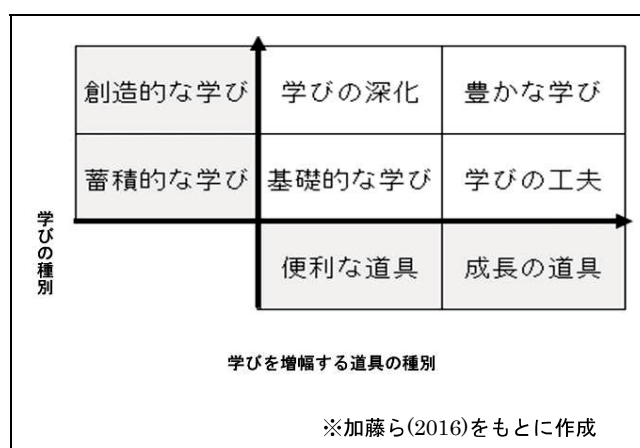 創造的な学び 学びの深化 豊かな学び
蓄積的な学び 基礎的な学び 学びの工夫
学びの種別
便利な道具 成長の道具
学びを増幅する道具の種別
※加藤ら(2016)をもとに作成